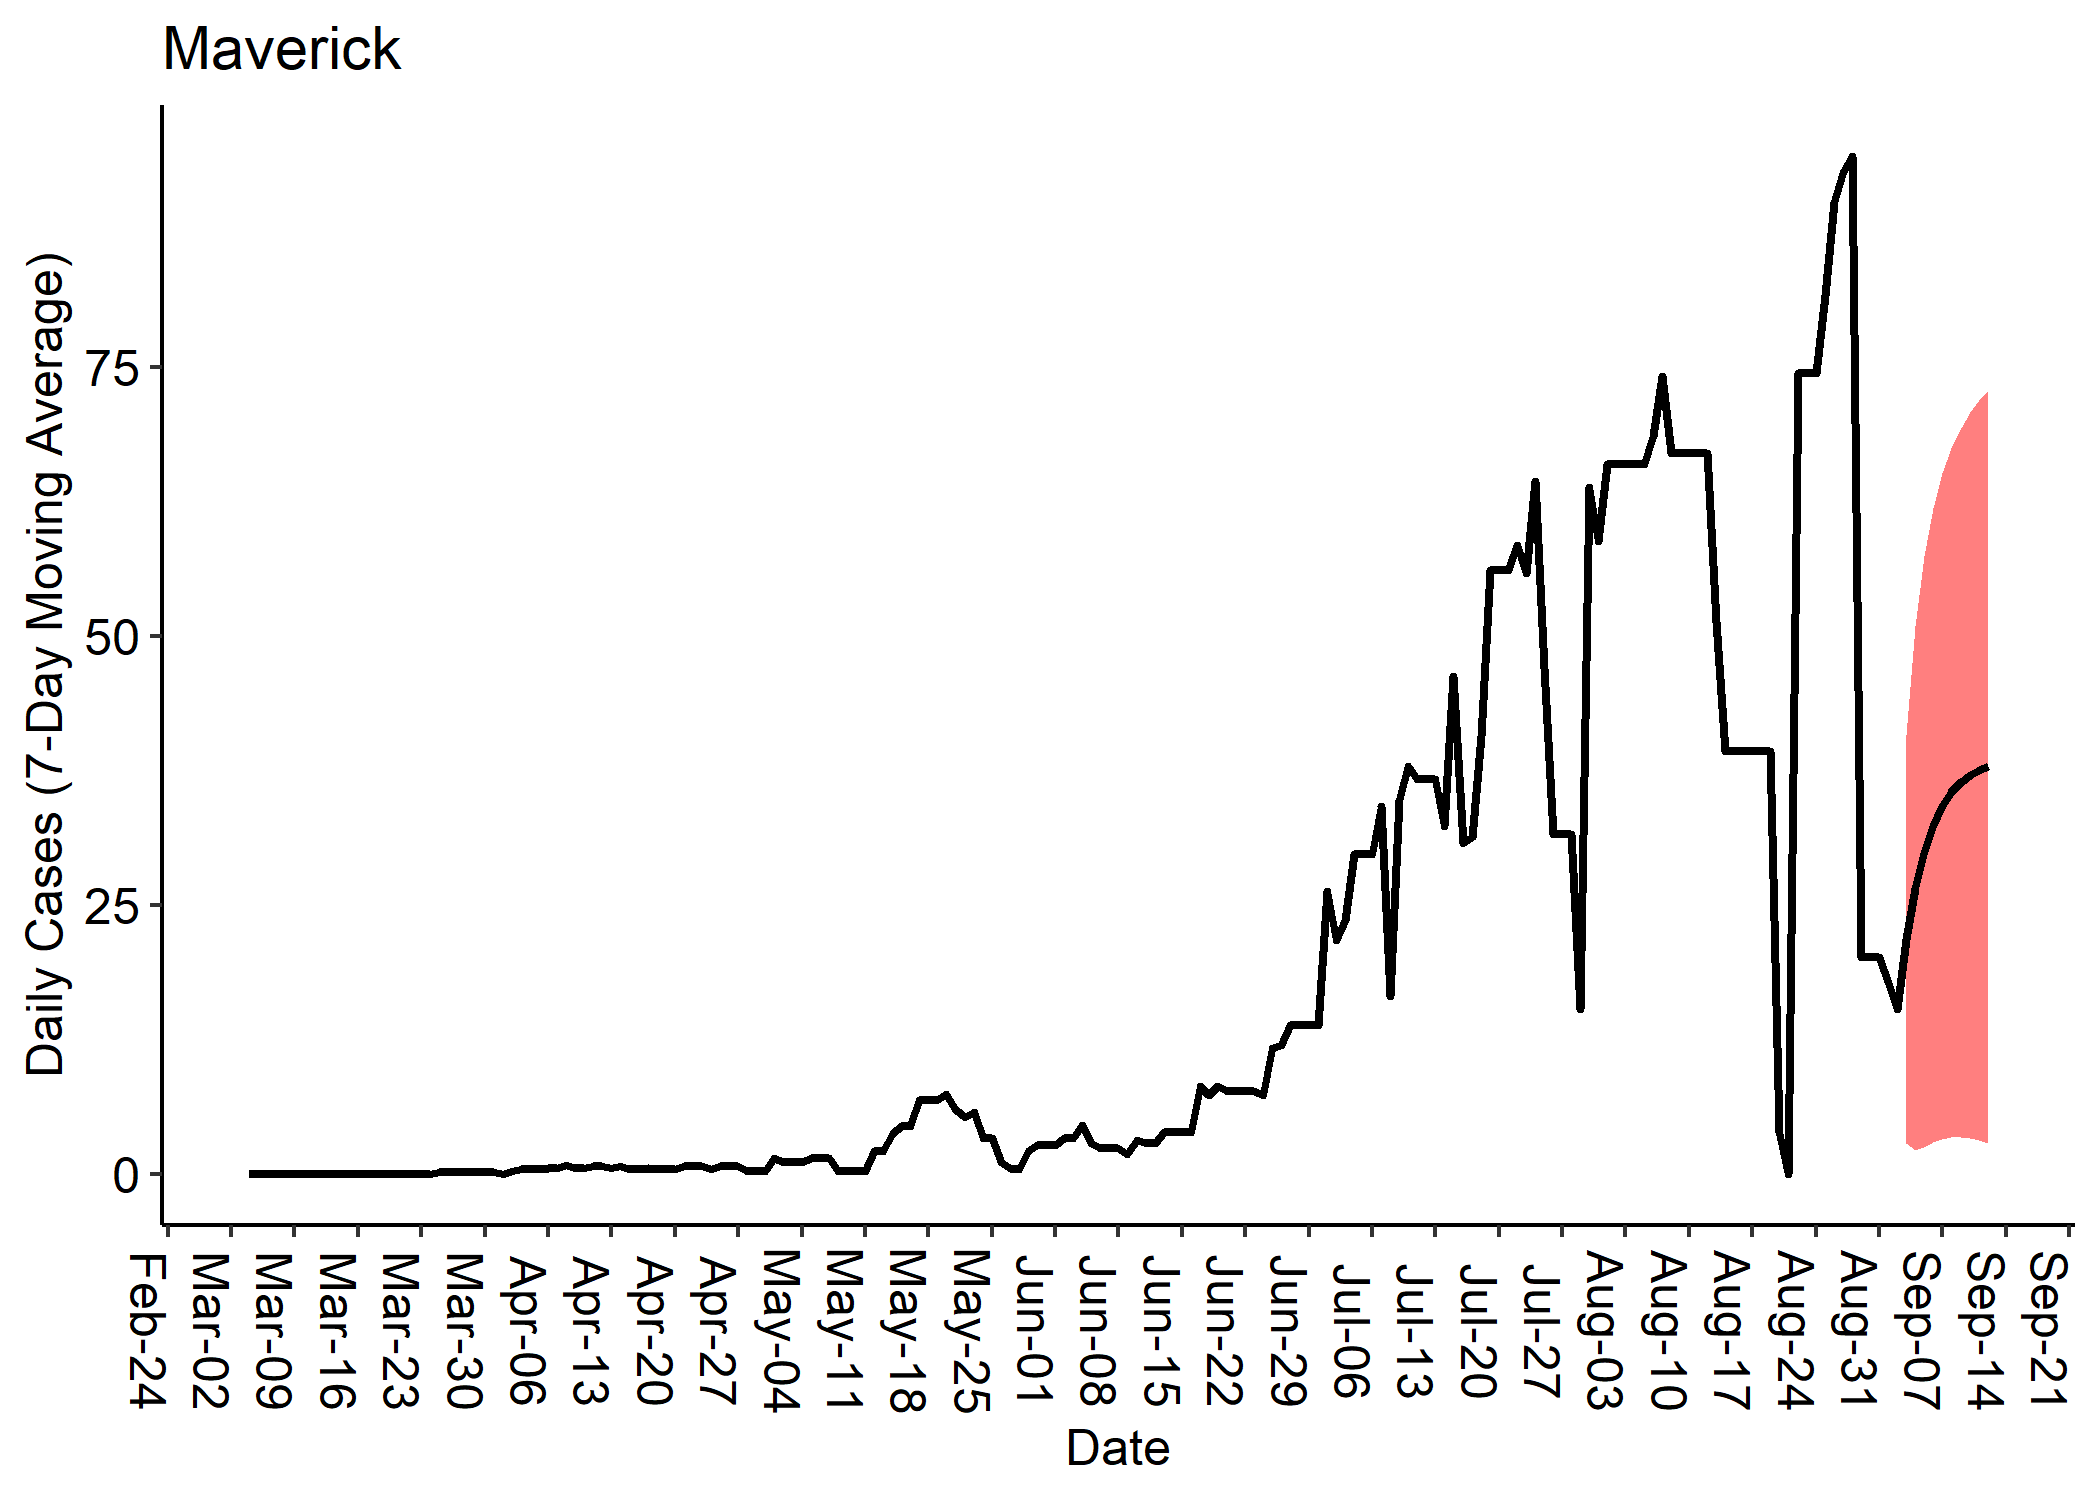 Maverick
Daily Cases (7-Day Moving Average)
75
50
25
0
Feb-24
Mar-02
Mar-09
Mar-16
Mar-23
Mar-30
Apr-06
Apr-13
Apr-20
Apr-27
May-04
May-11
May-18
May-25
Jun-01
Jun-08
Jun-15
Jun-22
Jun-29
Jul-06
Jul-13
Jul-20
Jul-27
Aug-03
Aug-10
Aug-17
Aug-24
Aug-31
Sep-07
Sep-14
Sep-21
Date